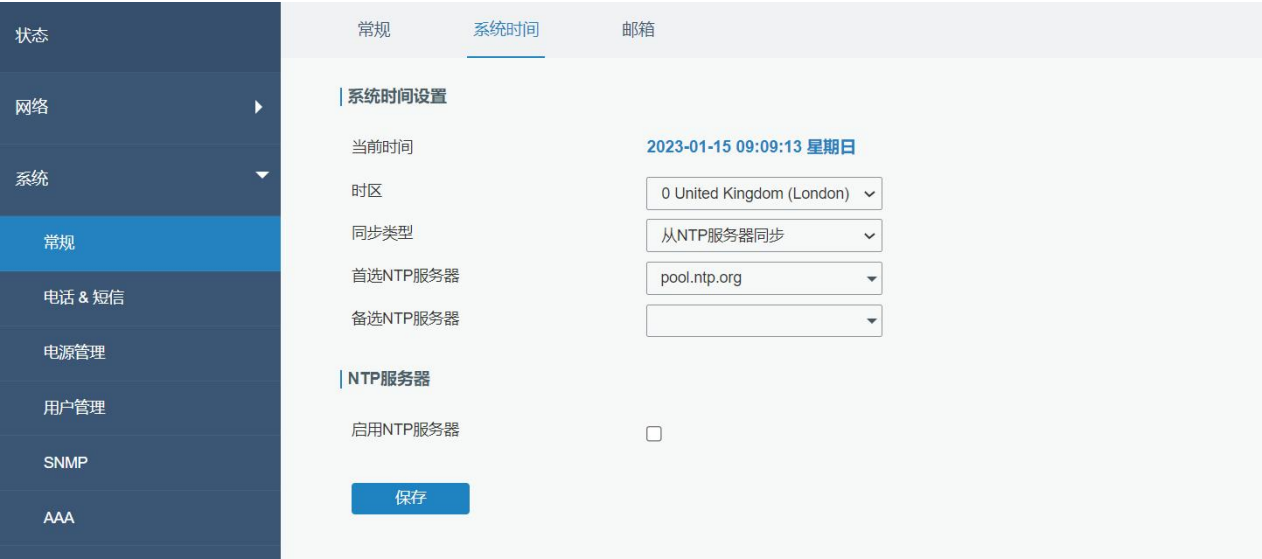 状态
网络
系统
常规
电话 & 短信
电源管理
用户管理
SNMP
AAA
常规 系统时间 邮箱
系统时间设置
当前时间 2023-01-15 09:09:13 星期日
时区 0 United Kingdom (London)
同步类型 从NTP服务器同步
首选NTP服务器 pool.ntp.org
备选NTP服务器
NTP服务器
启用NTP服务器
保存